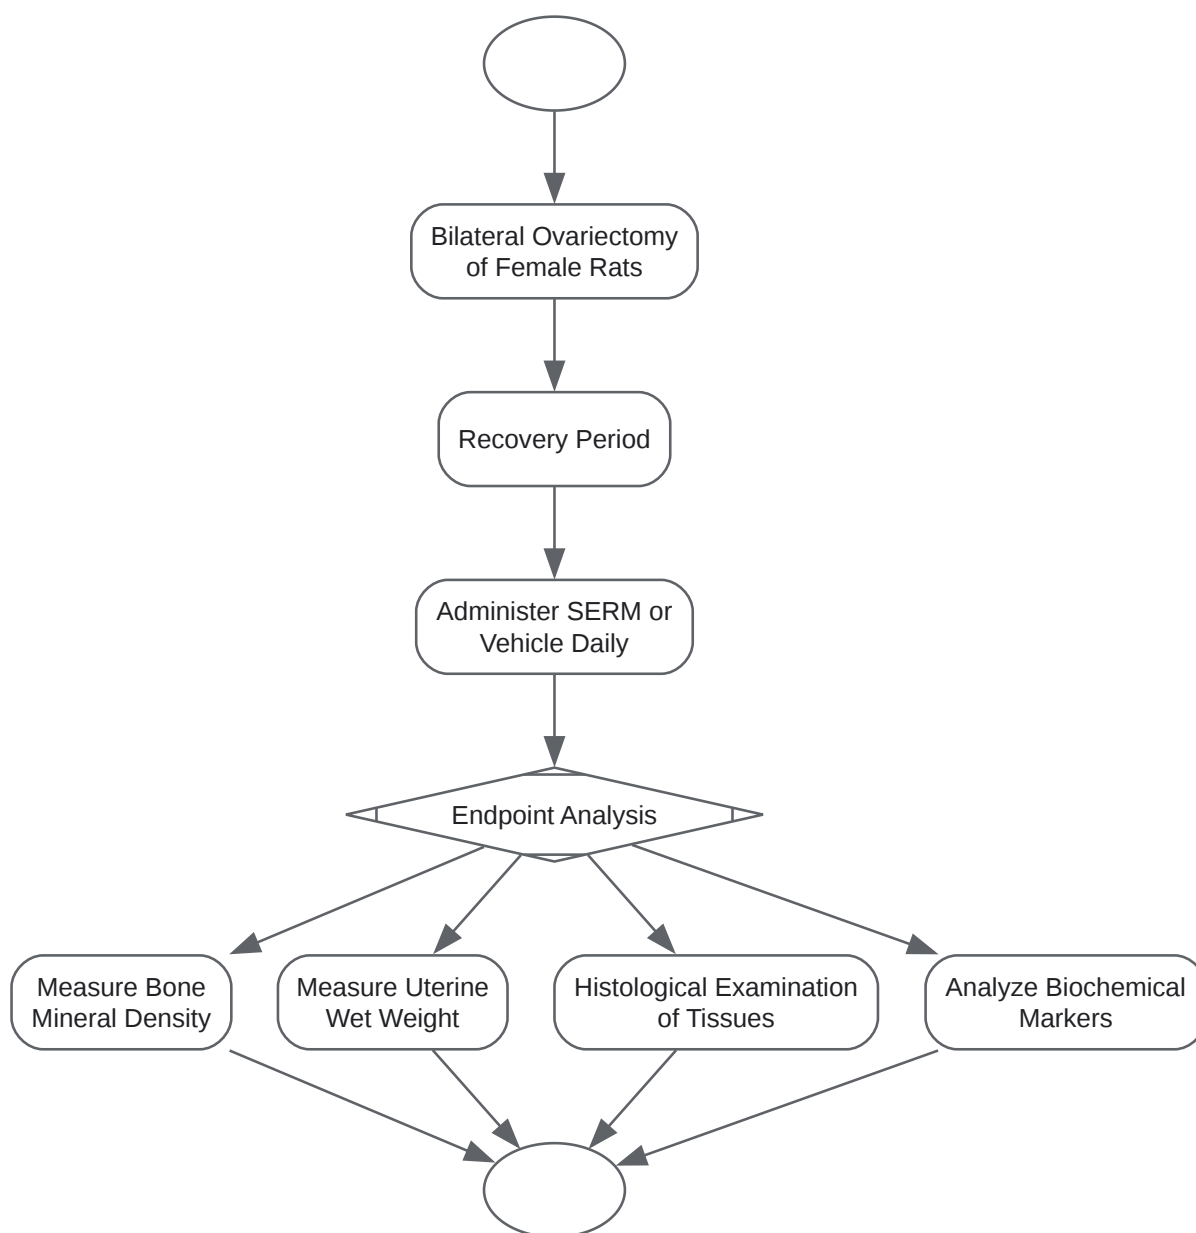 Bilateral Ovariectomy
of Female Rats
Recovery Period
Administer SERM or
Vehicle Daily
Endpoint Analysis
Measure Bone
Mineral Density
Measure Uterine
Wet Weight
Histological Examination
of Tissues
Analyze Biochemical
Markers